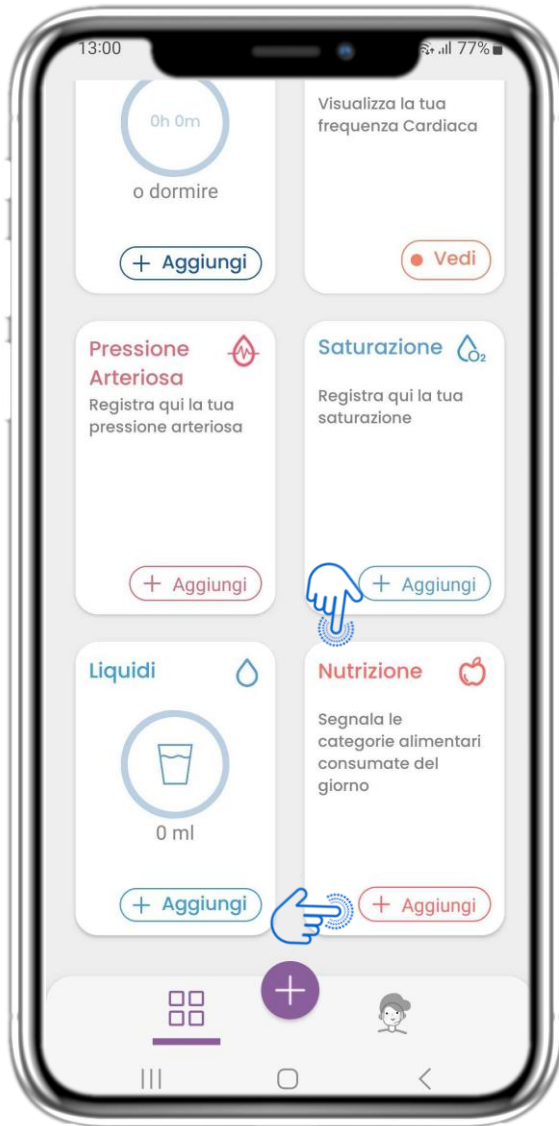 13:00
77%
0h 0m
o dormire
+ Aggiungi
Visualizza la tua
frequenza Cardiaca
Vedi
Pressione
Arteriosa
Registra qui la tua
pressione arteriosa
+ Aggiungi
Saturazione
O₂
Registra qui la tua
saturazione
+ Aggiungi
Liquidi
0 ml
+ Aggiungi
Nutrizione
Segnala le
categorie alimentari
consumate del
giorno
+ Aggiungi